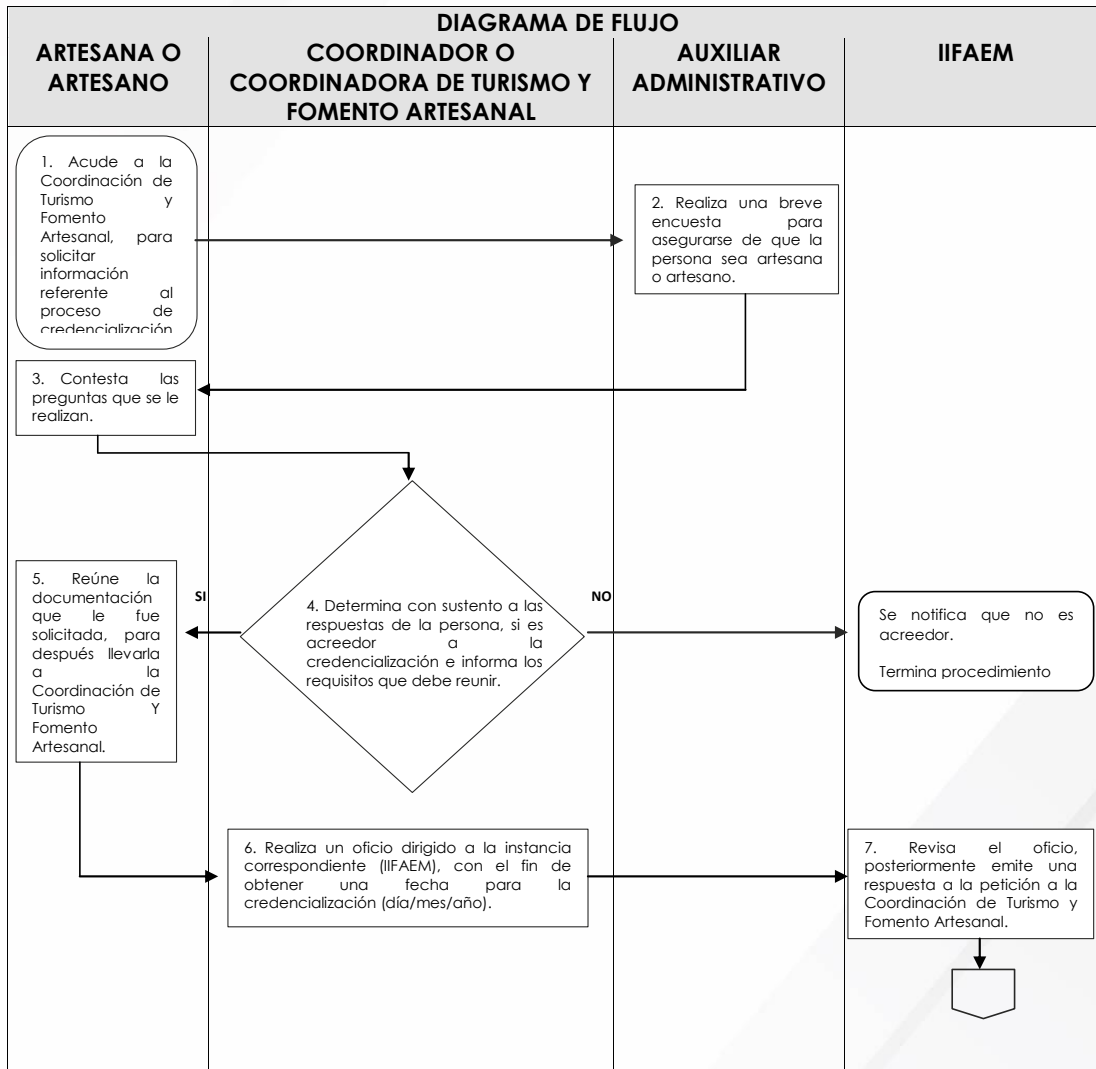 DIAGRAMA DE FLUJO
ARTESANA O
ARTESANO
COORDINADOR O
COORDINADORA DE TURISMO Y
FOMENTO ARTESANAL
AUXILIAR
ADMINISTRATIVO
IIFAEM
1. Acude a la
Coordinación de
Turismo y
Fomento
Artesanal, para
solicitar
información
referente al
proceso de
credencialización
2. Realiza una breve
encuesta para
asegurarse de que la
persona sea artesana
o artesano.
3. Contesta las
preguntas que se le
realizan.
4. Determina con sustento a las
respuestas de la persona, si es
acreedor a la
credencialización e informa los
requisitos que debe reunir.
SI
NO
5. Reúne la
documentación
que le fue
solicitada, para
después llevarla
a la
Coordinación de
Turismo Y
Fomento
Artesanal.
Se notifica que no es
acreedor.
Termina procedimiento
6. Realiza un oficio dirigido a la instancia
correspondiente (IIFAEM), con el fin de
obtener una fecha para la
credencialización (día/mes/año).
7. Revisa el oficio,
posteriormente emite una
respuesta a la petición a la
Coordinación de Turismo y
Fomento Artesanal.